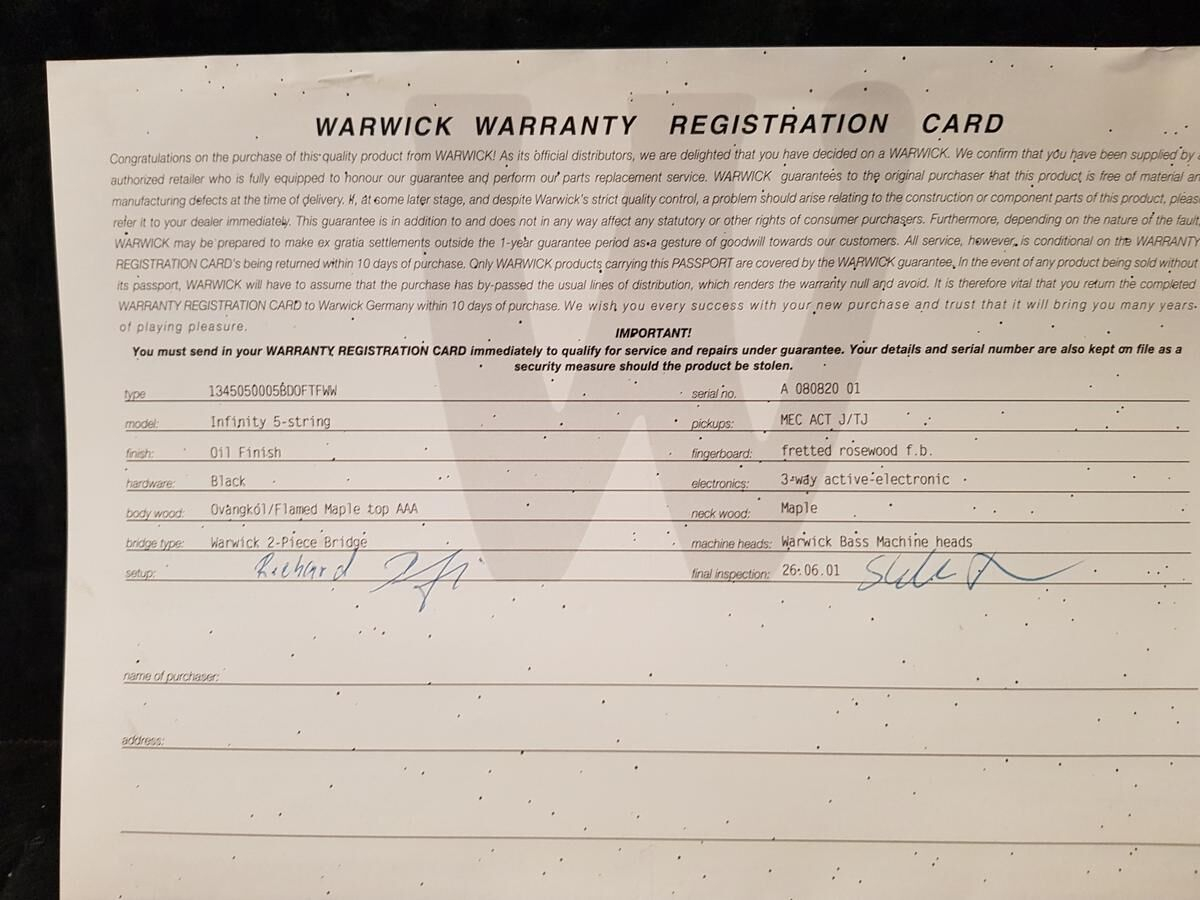 WARWICK WARRANTY REGISTRATION CARD
Congratulations on the purchase of this quality product from WARWICK! As its official distributors, we are delighted that you have decided on a WARWICK. We confirm that you have been supplied by
authorized retailer who is fully equipped to honour our guarantee and perform our parts replacement service. WARWICK guarantees to the original purchaser that this product is free of material
manufacturing defects at the time of delivery. If, at some later stage, and despite Warwick's strict quality control, a problem should arise relating to the construction or component parts of this product, please
refer it to your dealer immediately. This guarantee is in addition to and does not in any way affect any statutory or other rights of consumer purchasers. Furthermore, depending on the nature of the fault,
WARWICK may be prepared to make ex gratia settlements outside the 1-year guarantee period as a gesture of goodwill towards our customers. All service, however, is conditional on the WARRANTY
REGISTRATION CARD's being returned within 10 days of purchase. Only WARWICK products carrying this PASSPORT are covered by the WARWICK guarantee. In the event of any product being sold without
its passport, WARWICK will have to assume that the purchase has by-passed the usual lines of distribution, which renders the warranty null and avoid. It is therefore vital that you return the completed
WARRANTY REGISTRATION CARD to Warwick Germany within 10 days of purchase. We wish you every success with your new purchase and trust that it will bring you many years
of playing pleasure.
IMPORTANT!
You must send in your WARRANTY REGISTRATION CARD immediately to qualify for service and repairs under guarantee. Your details and serial number are also kept on file as a
security measure should the product be stolen.
type 1345050005BDOFTFWW serial no. A 080820 01
model: Infinity 5-string pickups: MEC ACT J/TJ
finish: Oil Finish fingerboard: fretted rosewood f.b.
hardware: Black electronics: 3-way active-electronic
body wood: Ovangkol/Flamed Maple top AAA neck wood: Maple
bridge type: Warwick 2-Piece Bridge machine heads: Warwick Bass Machine heads
setup: Richard final inspection: 26.06.01
name of purchaser:
address: